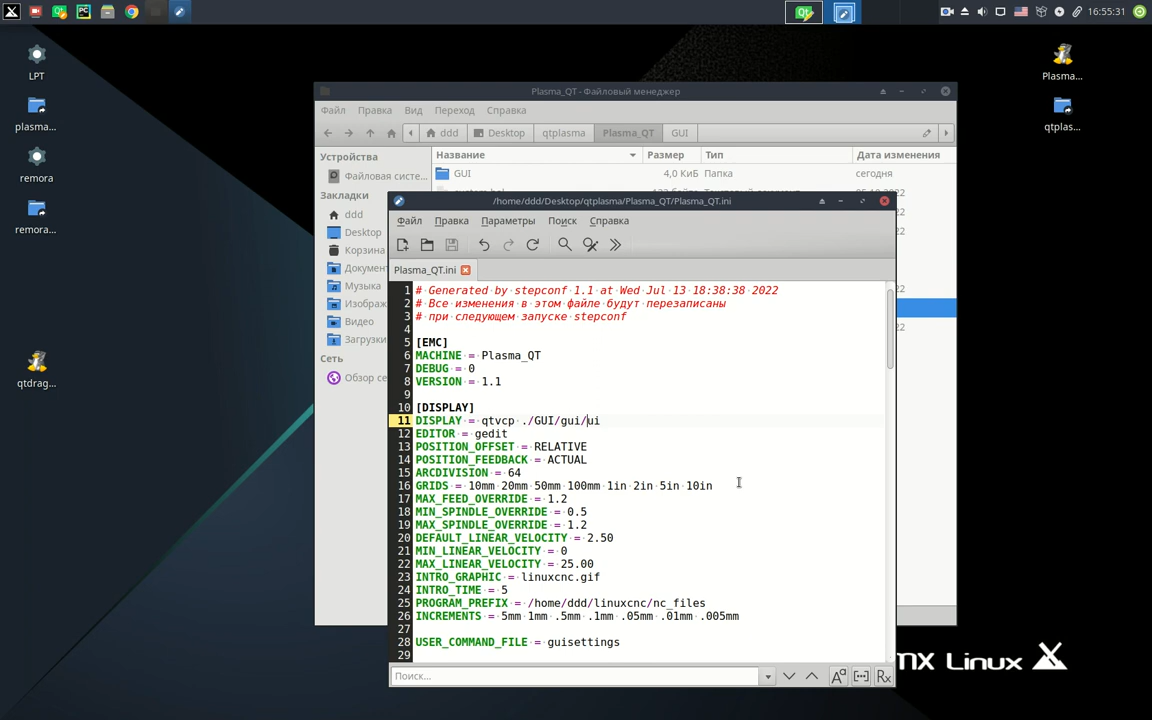 16:55:31
LPT
plasma...
remora
remora...
qtdrag...
Plasma...
qtplas...
Plasma_QT - Файловый менеджер
Файл Правка Вид Переход Справка
ddd Desktop qtplasma Plasma_QT GUI
Устройства
Файловая систе...
Закладки
ddd
Desktop
Корзина
Документ
Музыка
Изображ
Видео
Загрузки
Сеть
Обзор се
Название Размер Тип Дата изменения
GUI 4,0 КиБ Папка сегодня
/home/ddd/Desktop/qtplasma/Plasma_QT/Plasma_QT.ini
Файл Правка Параметры Поиск Справка
Plasma_QT.ini
1 # Generated by stepconf 1.1 at Wed Jul 13 18:38:38 2022
2 # Все изменения в этом файле будут перезаписаны
3 # при следующем запуске stepconf
4
5 [EMC]
6 MACHINE = Plasma_QT
7 DEBUG = 0
8 VERSION = 1.1
9
10 [DISPLAY]
11 DISPLAY = qtvcp ./GUI/gui/ui
12 EDITOR = gedit
13 POSITION_OFFSET = RELATIVE
14 POSITION_FEEDBACK = ACTUAL
15 ARCDIVISION = 64
16 GRIDS = 10mm 20mm 50mm 100mm 1in 2in 5in 10in
17 MAX_FEED_OVERRIDE = 1.2
18 MIN_SPINDLE_OVERRIDE = 0.5
19 MAX_SPINDLE_OVERRIDE = 1.2
20 DEFAULT_LINEAR_VELOCITY = 2.50
21 MIN_LINEAR_VELOCITY = 0
22 MAX_LINEAR_VELOCITY = 25.00
23 INTRO_GRAPHIC = linuxcnc.gif
24 INTRO_TIME = 5
25 PROGRAM_PREFIX = /home/ddd/linuxcnc/nc_files
26 INCREMENTS = 5mm 1mm .5mm .1mm .05mm .01mm .005mm
27
28 USER_COMMAND_FILE = guisettings
29
Поиск...
MX Linux